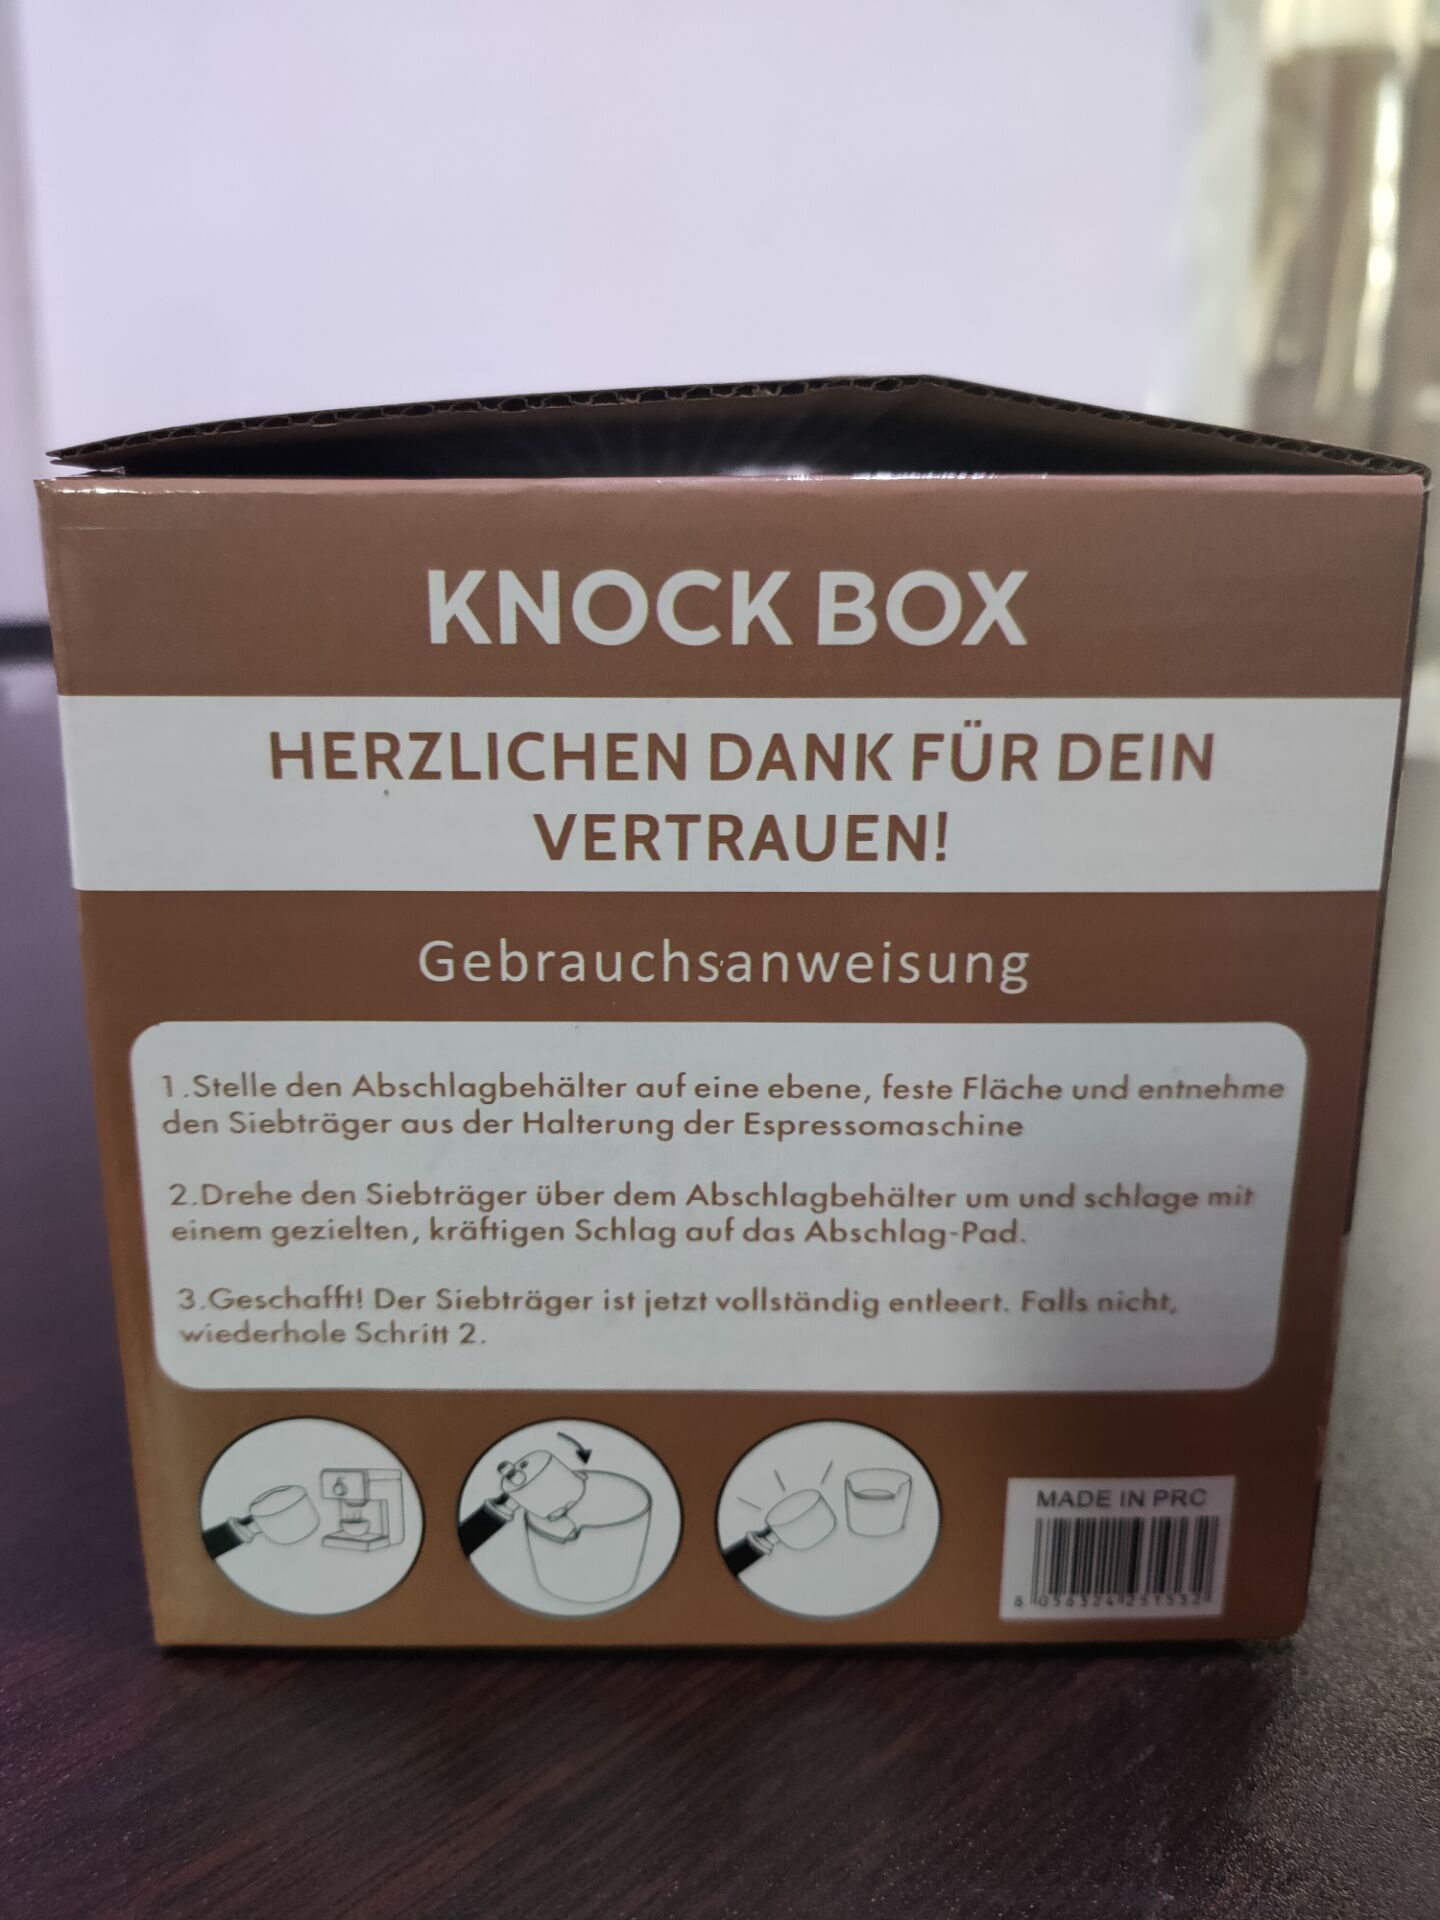 KNOCK BOX
HERZLICHEN DANK FÜR DEIN
VERTRAUEN!
Gebrauchsanweisung
1.Stelle den Abschlagbehälter auf eine ebene, feste Fläche und entnehme
den Siebträger aus der Halterung der Espressomaschine
2.Drehe den Siebträger über dem Abschlagbehälter um und schlage mit
einem gezielten, kräftigen Schlag auf das Abschlag-Pad.
3.Geschafft! Der Siebträger ist jetzt vollständig entleert. Falls nicht,
wiederhole Schritt 2.
MADE IN PRC